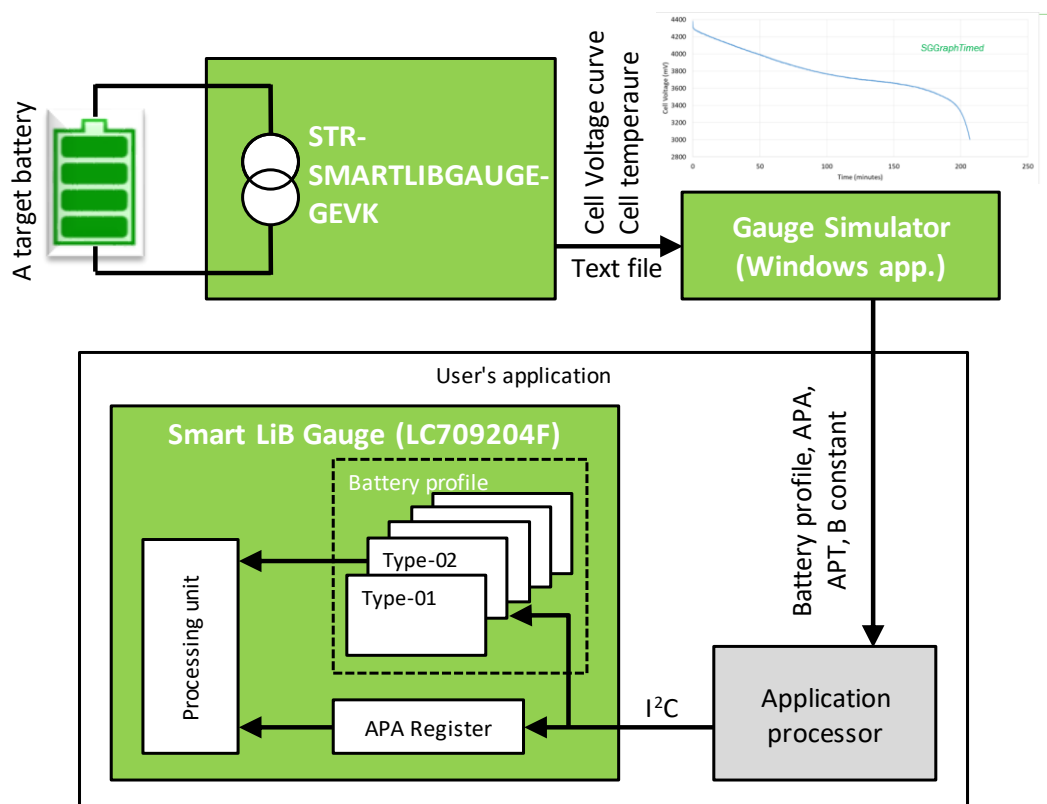 A target battery
STR-
SMARTLIBGAUGE-
GEVK
Cell Voltage curve
Cell temperaure
Text file
4400
4200
4000
3800
3600
3400
3200
3000
2800
Cell Voltage (mV)
SGGraphTimed
0
50
100
150
200
250
Time (minutes)
Gauge Simulator
(Windows app.)
User's application
Battery profile, APA,
APT, B constant
Smart LiB Gauge (LC709204F)
Battery profile
Type-02
Type-01
Processing unit
APA Register
I²C
Application
processor